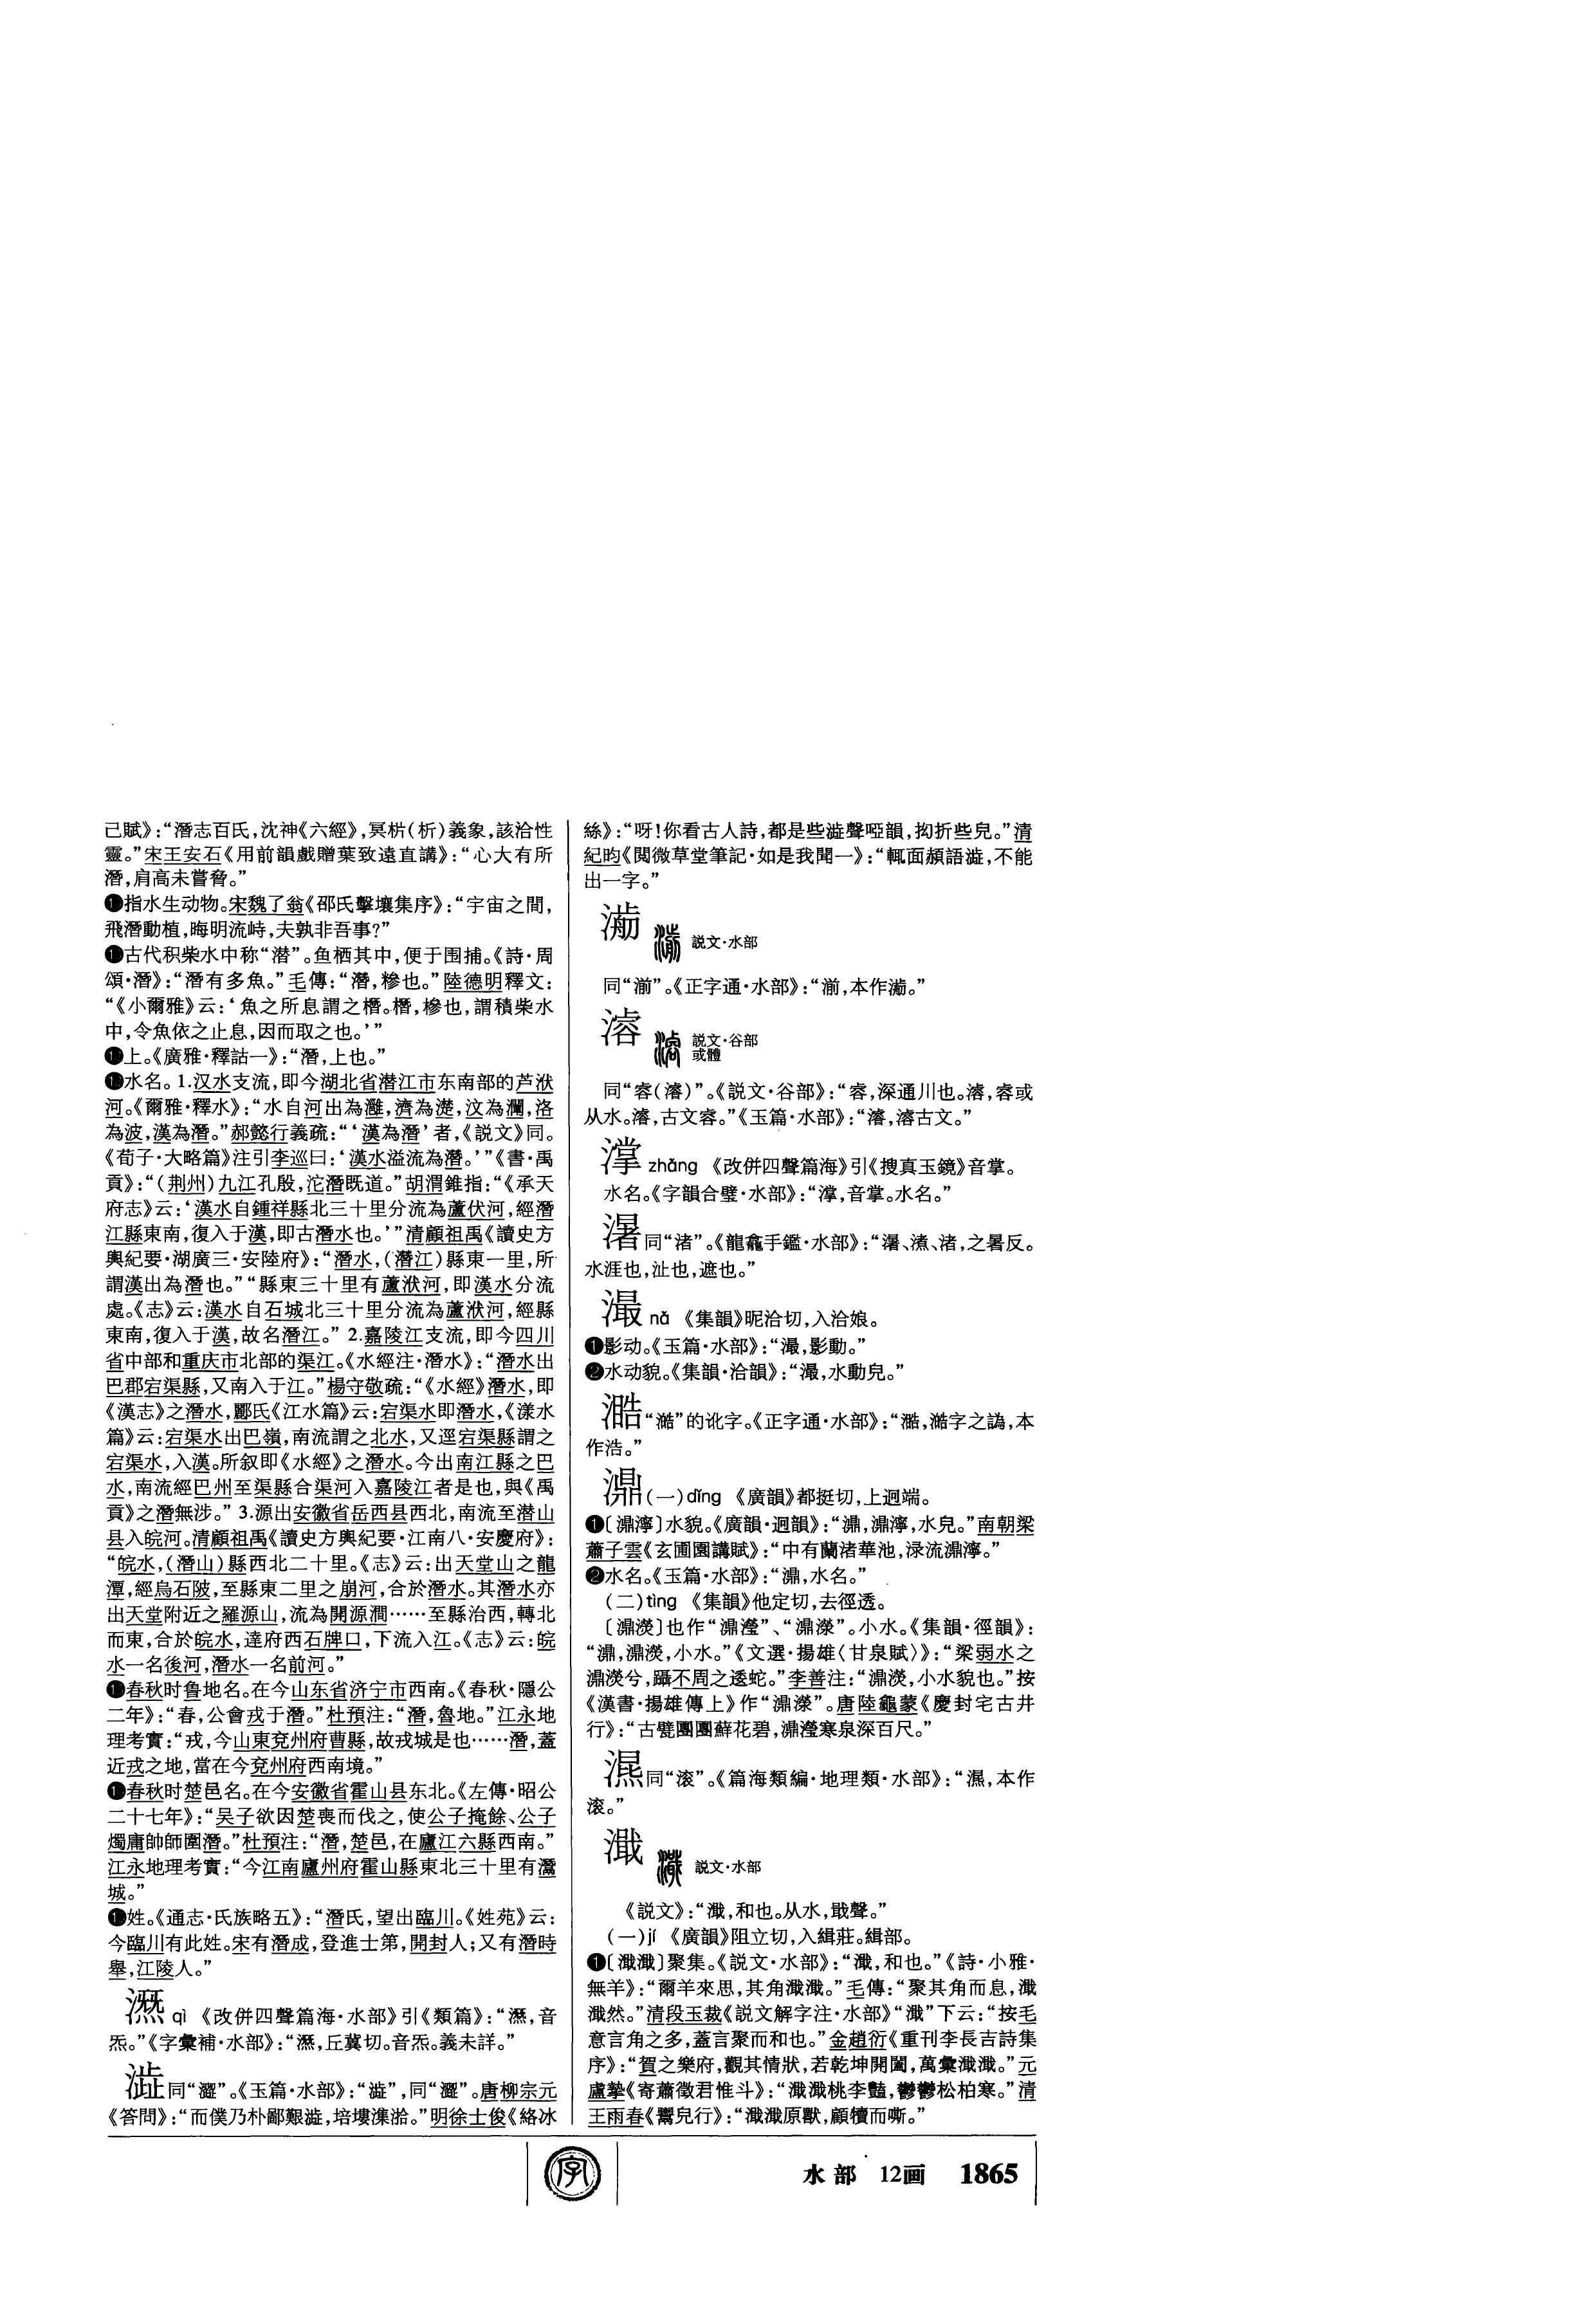 己賦》：“潛志百氏，沈神《六經》，冥枿（析）義象，該洽性
靈。”宋王安石《用前韻戲贈葉致遠直講》：“心大有所
潛，肩高未嘗脅。”
❶指水生动物。宋魏了翁《邵氏擊壤集序》：“宇宙之間，
飛潛動植，晦明流峙，夫孰非吾事？”
❶古代积柴水中称“潜”。鱼栖其中，便于围捕。《詩·周
頌·潛》：“潛有多魚。”毛傳：“潛，糝也。”陸德明釋文：
“《小爾雅》云：‘魚之所息謂之橬。橬，槮也，謂積柴水
中，令魚依之止息，因而取之也。’”
❶上。《廣雅·釋詁一》：“潛，上也。”
❶水名。1.汉水支流，即今湖北省潜江市东南部的芦洑
河。《爾雅·釋水》：“水自河出為灉，濟為濋，汶為瀾，洛
為波，漢為潛。”郝懿行義疏：“‘漢為潛’者，《説文》同。
《荀子·大略篇》注引李巡曰：‘漢水溢流為潛。’”《書·禹
貢》：“（荆州）九江孔殷，沱潛既道。”胡渭錐指：“《承天
府志》云：‘漢水自鍾祥縣北三十里分流為蘆伏河，經潛
江縣東南，復入于漢，即古潛水也。’”清顧祖禹《讀史方
輿紀要·湖廣三·安陸府》：“潛水，（潛江）縣東一里，所
謂漢出為潛也。”“縣東三十里有蘆洑河，即漢水分流
處。《志》云：漢水自石城北三十里分流為蘆洑河，經縣
東南，復入于漢，故名潛江。”2.嘉陵江支流，即今四川
省中部和重庆市北部的渠江。《水經注·潛水》：“潛水出
巴郡宕渠縣，又南入于江。”楊守敬疏：“《水經》潛水，即
《漢志》之潛水，酈氏《江水篇》云：宕渠水即潛水，《漾水
篇》云：宕渠水出巴嶺，南流謂之北水，又逕宕渠縣謂之
宕渠水，入漢。所叙即《水經》之潛水。今出南江縣之巴
水，南流經巴州至渠縣合渠河入嘉陵江者是也，與《禹
貢》之潛無涉。”3.源出安徽省岳西县西北，南流至潜山
县入皖河。清顧祖禹《讀史方輿紀要·江南八·安慶府》：
“皖水，（潛山）縣西北二十里。《志》云：出天堂山之龍
潭，經烏石陂，至縣東二里之崩河，合於潛水。其潛水亦
出天堂附近之羅源山，流為開源澗……至縣治西，轉北
而東，合於皖水，達府西石牌口，下流入江。《志》云：皖
水一名後河，潛水一名前河。”
❶春秋时鲁地名。在今山东省济宁市西南。《春秋·隱公
二年》：“春，公會戎于潛。”杜預注：“潛，魯地。”江永地
理考實：“戎，今山東兖州府曹縣，故戎城是也……潛，蓋
近戎之地，當在今兖州府西南境。”
❶春秋时楚邑名。在今安徽省霍山县东北。《左傳·昭公
二十七年》：“吴子欲因楚喪而伐之，使公子掩餘、公子
燭庸帥師圍潛。”杜預注：“潛，楚邑，在廬江六縣西南。”
江永地理考實：“今江南廬州府霍山縣東北三十里有灊
城。”
❶姓。《通志·氏族略五》：“潛氏，望出臨川。《姓苑》云：
今臨川有此姓。宋有潛成，登進士第，開封人；又有潛時
舉，江陵人。”
qì 《改併四聲篇海·水部》引《類篇》：“，音
炁。”《字彙補·水部》：“，丘冀切。音炁。義未詳。”
澁同“澀”。《玉篇·水部》：“澁”，同“澀”。唐柳宗元
《答問》：“而僕乃朴鄙艱澁，培塿潗湁。”明徐士俊《絡冰
絲》：“呀！你看古人詩，都是些澁聲啞韻，拗折些兒。”清
紀昀《閲微草堂筆記·如是我聞一》：“輒面頳語澁，不能
出一字。”
説文·水部
同“湔”。《正字通·水部》：“湔，本作。”
濬 説文·谷部
或體
同“容（濬）”。《説文·谷部》：“，深通川也。濬，或
从水。濬，古文。”《玉篇·水部》：“濬，古文。”
zhǎng 《改併四聲篇海》引《搜真玉鏡》音掌。
水名。《字韻合璧·水部》：“，音掌。水名。”
同“渚”。《龍龕手鑑·水部》：“、、渚，之暑反。
水涯也，沚也，遮也。”
nǎ 《集韻》昵洽切，入洽娘。
❶影动。《玉篇·水部》：“，影動。”
❷水动貌。《集韻·洽韻》：“，水動皃。”
“澔”的讹字。《正字通·水部》：“，澔字之譌，本
作浩。”
濎（一）dǐng 《廣韻》都挺切，上迥端。
❶〔濎濘〕水貌。《廣韻·迥韻》：“濎，濎濘，水皃。”南朝梁
蕭子雲《玄圃園講賦》：“中有蘭渚華池，渌流濎濘。”
❷水名。《玉篇·水部》：“濎，水名。”
（二）tìng 《集韻》他定切，去徑透。
〔濎濙〕也作“濎瀅”、“濎濴”。小水。《集韻·徑韻》：
“濎，濎濙，小水。”《文選·揚雄〈甘泉賦〉》：“梁弱水之
濎濙兮，躡不周之逶蛇。”李善注：“濎濙，小水貌也。”按
《漢書·揚雄傳上》作“濎濴”。唐陸龜蒙《慶封宅古井
行》：“古甓團團蘚花碧，濎瀅寒泉深百尺。”
同“滚”。《篇海類編·地理類·水部》：“，本作
滚。”
濈 説文·水部
《説文》：“濈，和也。从水，戢聲。”
（一）jí 《廣韻》阻立切，入緝莊。緝部。
❶〔濈濈〕聚集。《説文·水部》：“濈，和也。”《詩·小雅·
無羊》：“爾羊來思，其角濈濈。”毛傳：“聚其角而息，濈
濈然。”清段玉裁《説文解字注·水部》“濈”下云：“按毛
意言角之多，蓋言聚而和也。”金趙衍《重刊李長吉詩集
序》：“賀之樂府，觀其情狀，若乾坤開闔，萬彙濈濈。”元
盧摯《寄蕭徵君惟斗》：“濈濈桃李豔，鬱鬱松柏寒。”清
王雨春《鬻兒行》：“濈濈原獸，顧犢而嘶。”
字
水部 12画 1865